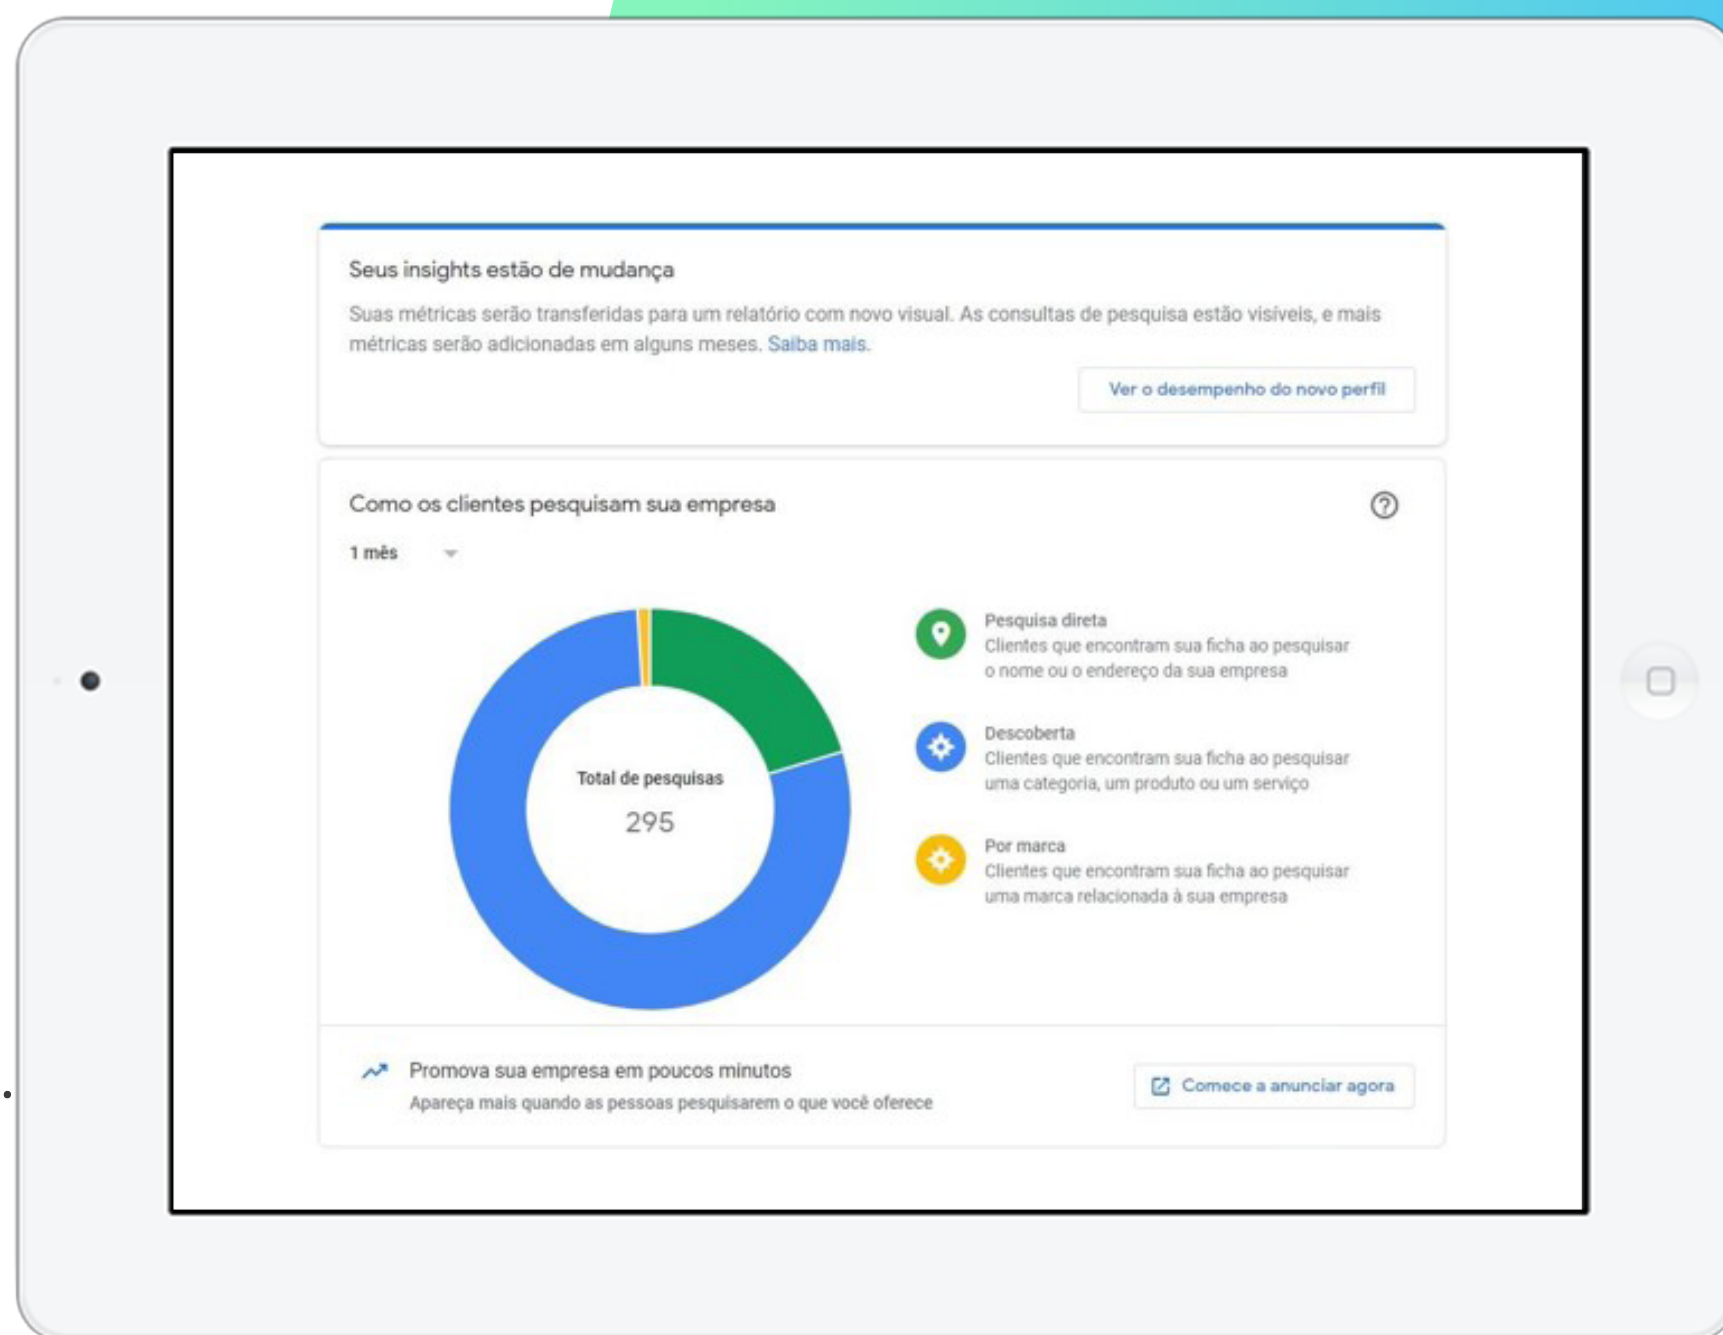 Seus insights estão de mudança
Suas métricas serão transferidas para um relatório com novo visual. As consultas de pesquisa estão visíveis, e mais
métricas serão adicionadas em alguns meses. Saiba mais.
Ver o desempenho do novo perfil
Como os clientes pesquisam sua empresa
1 mês
Total de pesquisas
295
Pesquisa direta
Clientes que encontram sua ficha ao pesquisar
o nome ou o endereço da sua empresa
Descoberta
Clientes que encontram sua ficha ao pesquisar
uma categoria, um produto ou um serviço
Por marca
Clientes que encontram sua ficha ao pesquisar
uma marca relacionada à sua empresa
Promova sua empresa em poucos minutos
Apareça mais quando as pessoas pesquisarem o que você oferece
Comece a anunciar agora